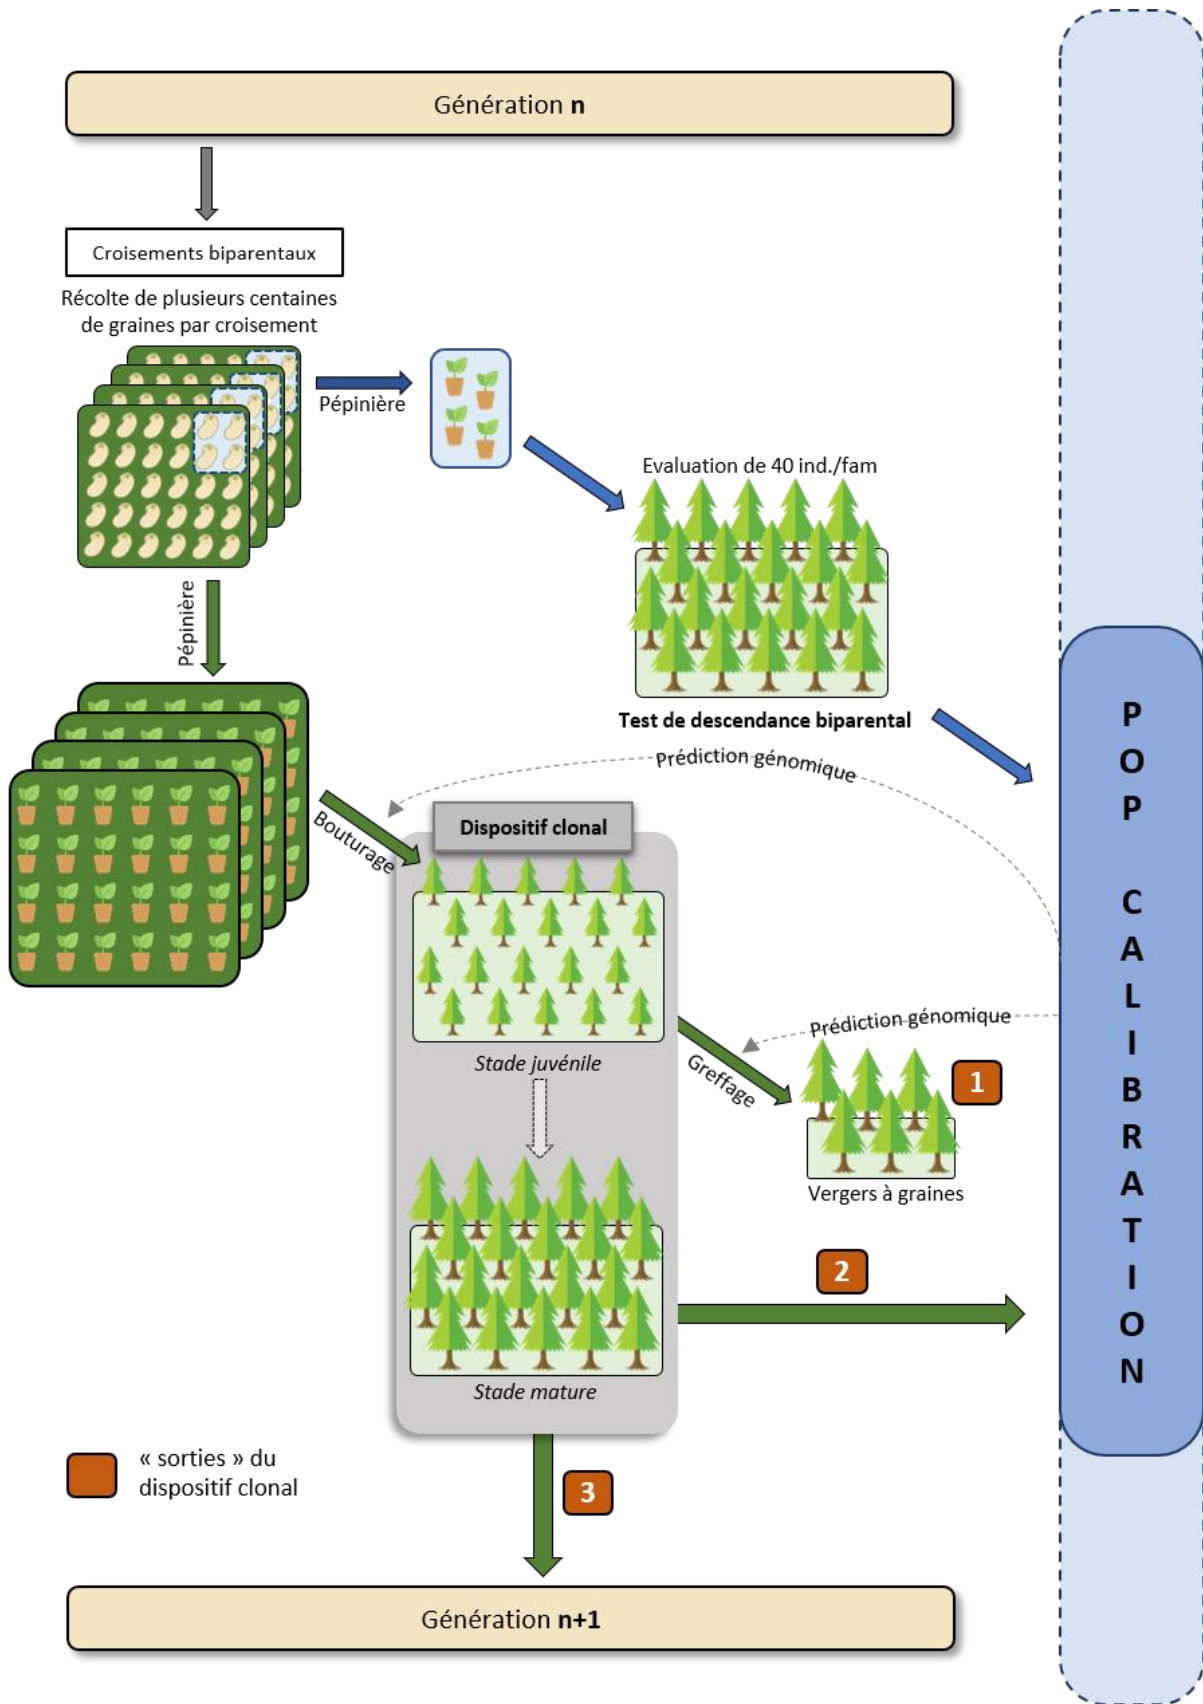 Génération n
Croisements biparentaux
Récolte de plusieurs centaines
de graines par croisement
Pépinière
Evaluation de 40 ind./fam
Pépinière
Test de descendance biparental
Prédiction génomique
Bouturage
Dispositif clonal
Stade juvénile
Prédiction génomique
Greffage
1
Vergers à graines
2
Stade mature
« sorties » du
dispositif clonal
3
Génération n+1
POP CALIBRATION